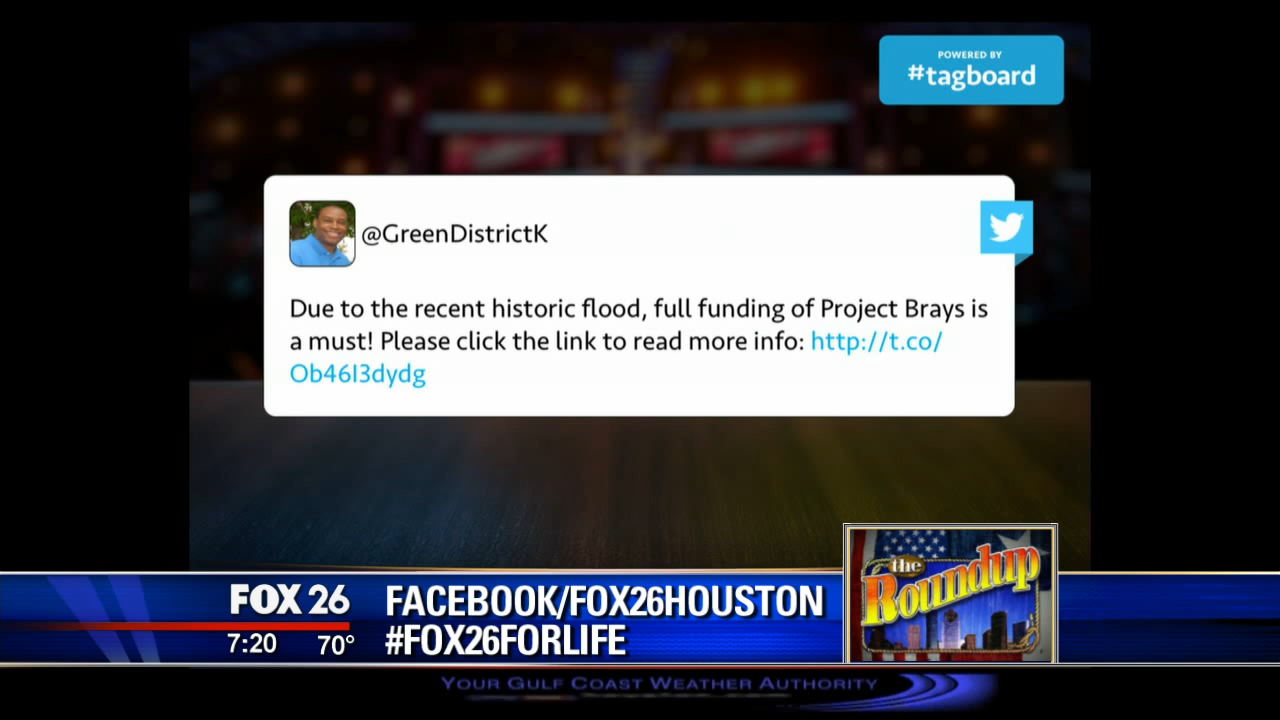 POWERED BY
#tagboard
@GreenDistrictK
Due to the recent historic flood, full funding of Project Brays is
a must! Please click the link to read more info: http://t.co/
Ob46I3dydg
FOX 26
7:20 70°
FACEBOOK/FOX26HOUSTON
#FOX26FORLIFE
the
Roundup
YOUR GULF COAST WEATHER AUTHORITY